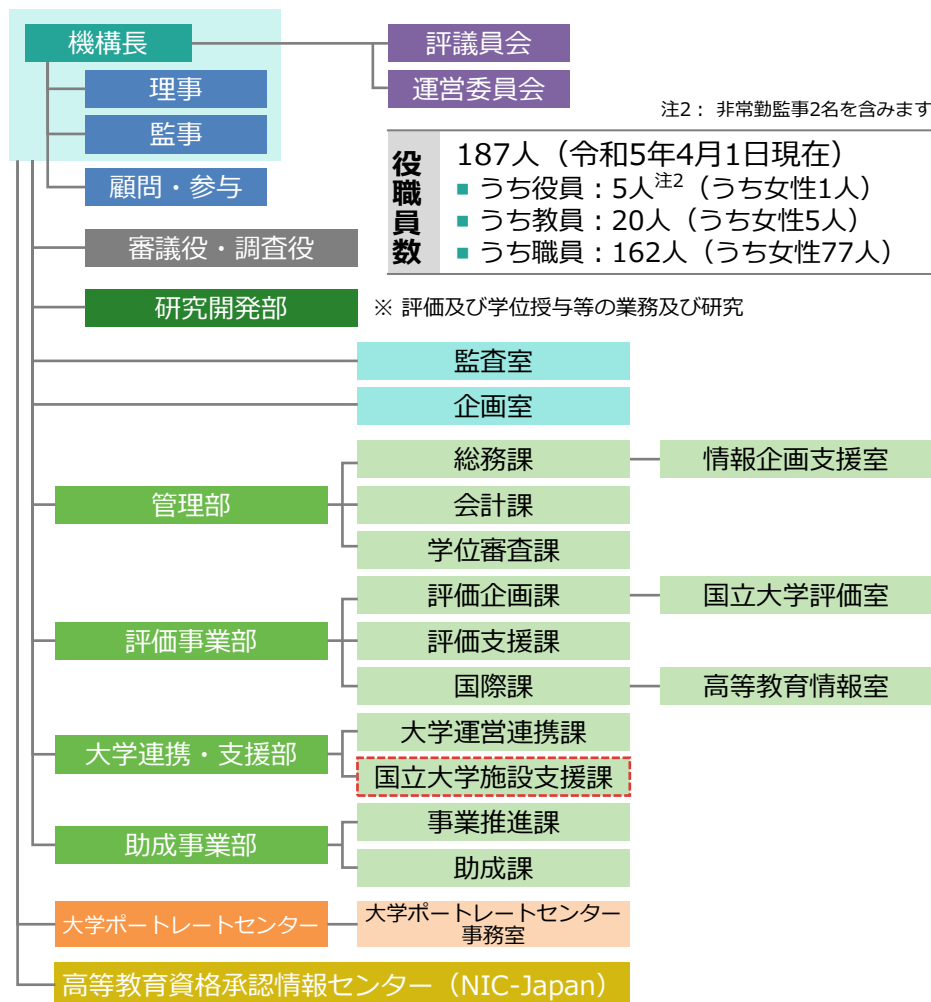 機構長
評議員会
理事
運営委員会
注2： 非常勤監事2名を含みます
監事
役職員数
187人（令和5年4月1日現在）
■ うち役員：5人注2（うち女性1人）
■ うち教員：20人（うち女性5人）
■ うち職員：162人（うち女性77人）
顧問・参与
審議役・調査役
研究開発部
※ 評価及び学位授与等の業務及び研究
監査室
企画室
総務課
情報企画支援室
管理部
会計課
学位審査課
評価企画課
国立大学評価室
評価事業部
評価支援課
国際課
高等教育情報室
大学連携・支援部
大学運営連携課
国立大学施設支援課
助成事業部
事業推進課
助成課
大学ポートレートセンター
大学ポートレートセンター
事務室
高等教育資格承認情報センター（NIC-Japan）